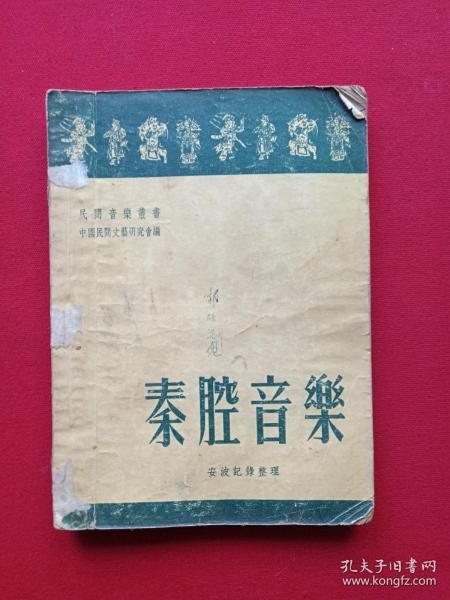 民間音樂叢書
中國民間文藝研究會編
秦腔音樂
安波記錄整理
孔夫子旧书网
www.kongfz.com